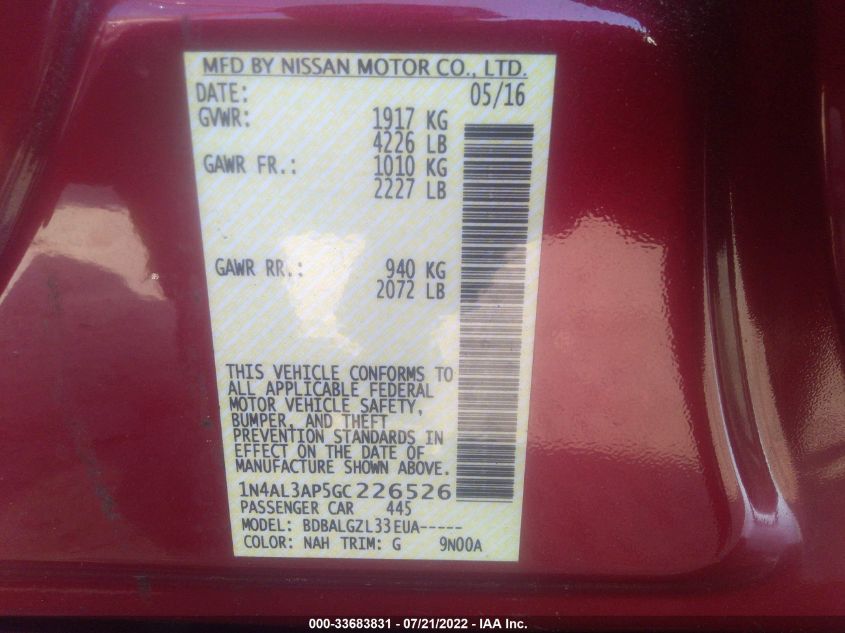 MFD BY NISSAN MOTOR CO., LTD.
DATE: 05/16
GVWR: 1917 KG
4226 LB
GAWR FR.: 1010 KG
2227 LB
GAWR RR.: 940 KG
2072 LB
THIS VEHICLE CONFORMS TO
ALL APPLICABLE FEDERAL
MOTOR VEHICLE SAFETY,
BUMPER, AND THEFT
PREVENTION STANDARDS IN
EFFECT ON THE DATE OF
MANUFACTURE SHOWN ABOVE.
1N4AL3AP5GC226526
PASSENGER CAR 445
MODEL: BDBALGZL33EUA-----
COLOR: NAH TRIM: G 9N00A
000-33683831 - 07/21/2022 - IAA Inc.